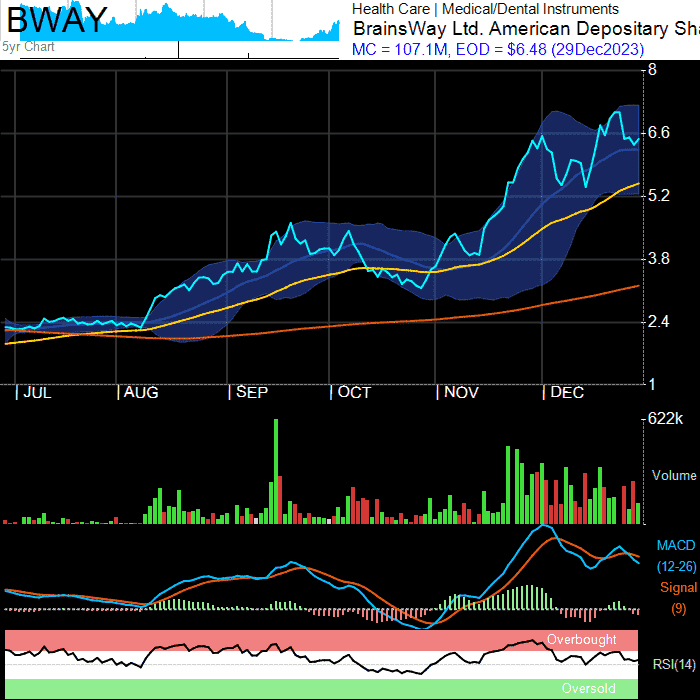 BWAY
Health Care | Medical/Dental Instruments
BrainsWay Ltd. American Depositary Sha
5yr Chart
MC = 107.1M, EOD = $6.48 (29Dec2023)
8
6.6
5.2
3.8
2.4
1
JUL AUG SEP OCT NOV DEC
622k
Volume
MACD
(12-26)
Signal
(9)
Overbought
RSI(14)
Oversold